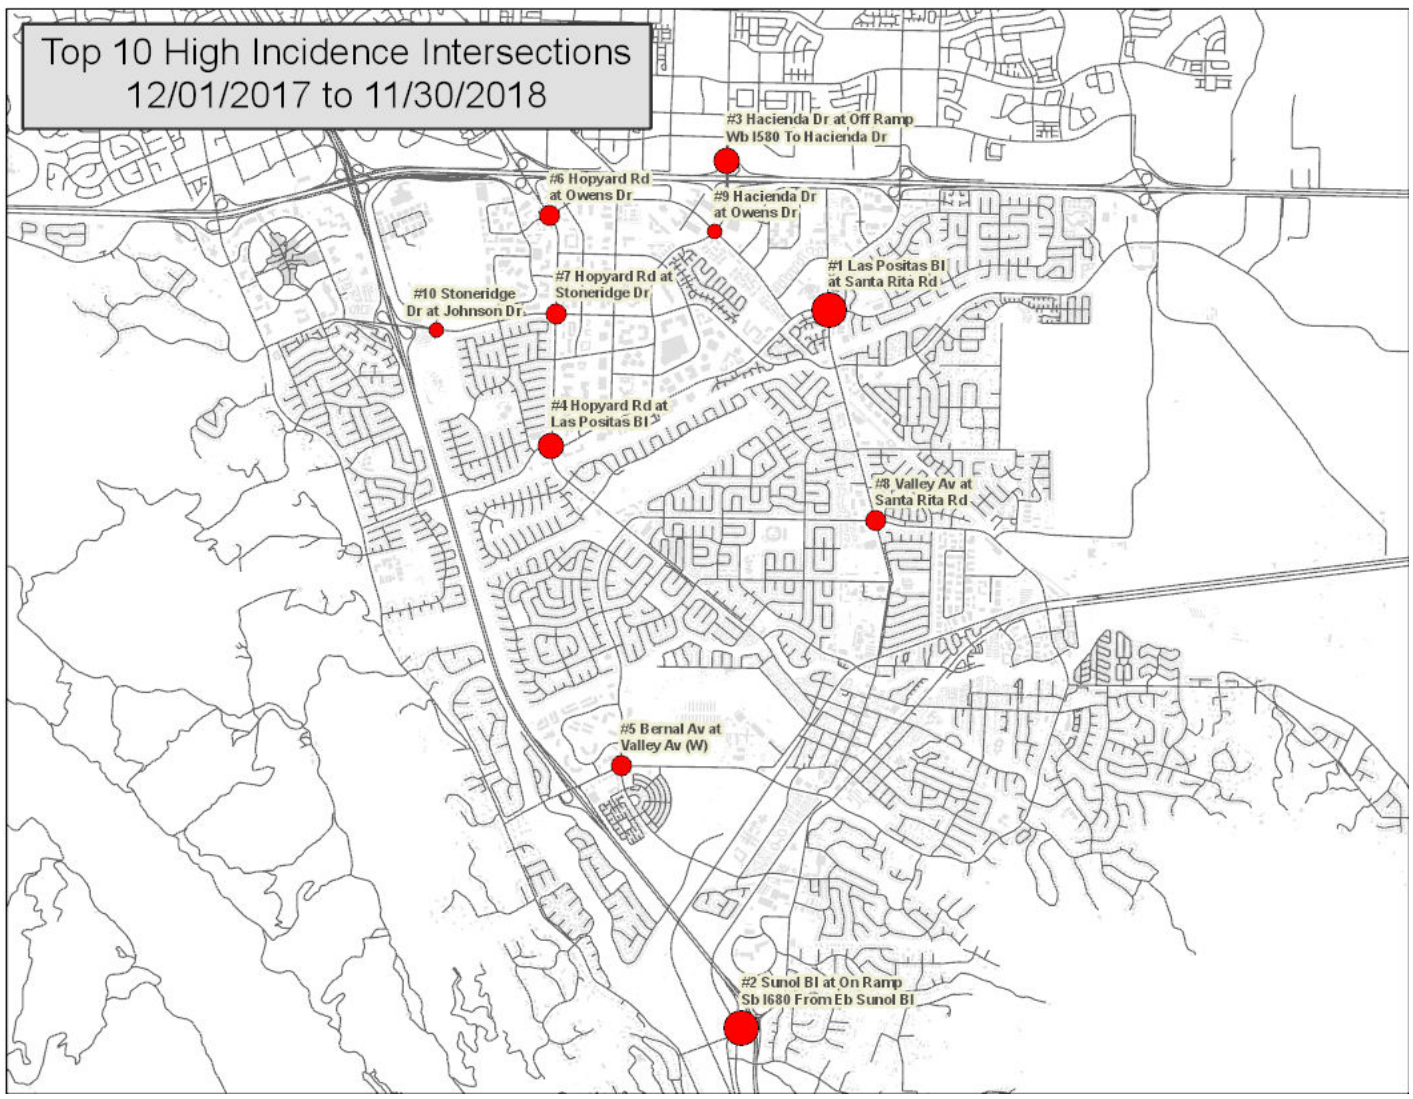 Top 10 High Incidence Intersections
12/01/2017 to 11/30/2018
#3 Hacienda Dr at Off Ramp
Wb I580 To Hacienda Dr
#6 Hopyard Rd
at Owens Dr
#9 Hacienda Dr
at Owens Dr
#1 Las Positas Bl
at Santa Rita Rd
#7 Hopyard Rd at
Stoneridge Dr
#10 Stoneridge
Dr at Johnson Dr
#4 Hopyard Rd at
Las Positas Bl
#8 Valley Av at
Santa Rita Rd
#5 Bernal Av at
Valley Av (W)
#2 Sunol Bl at On Ramp
Sb I680 From Eb Sunol Bl